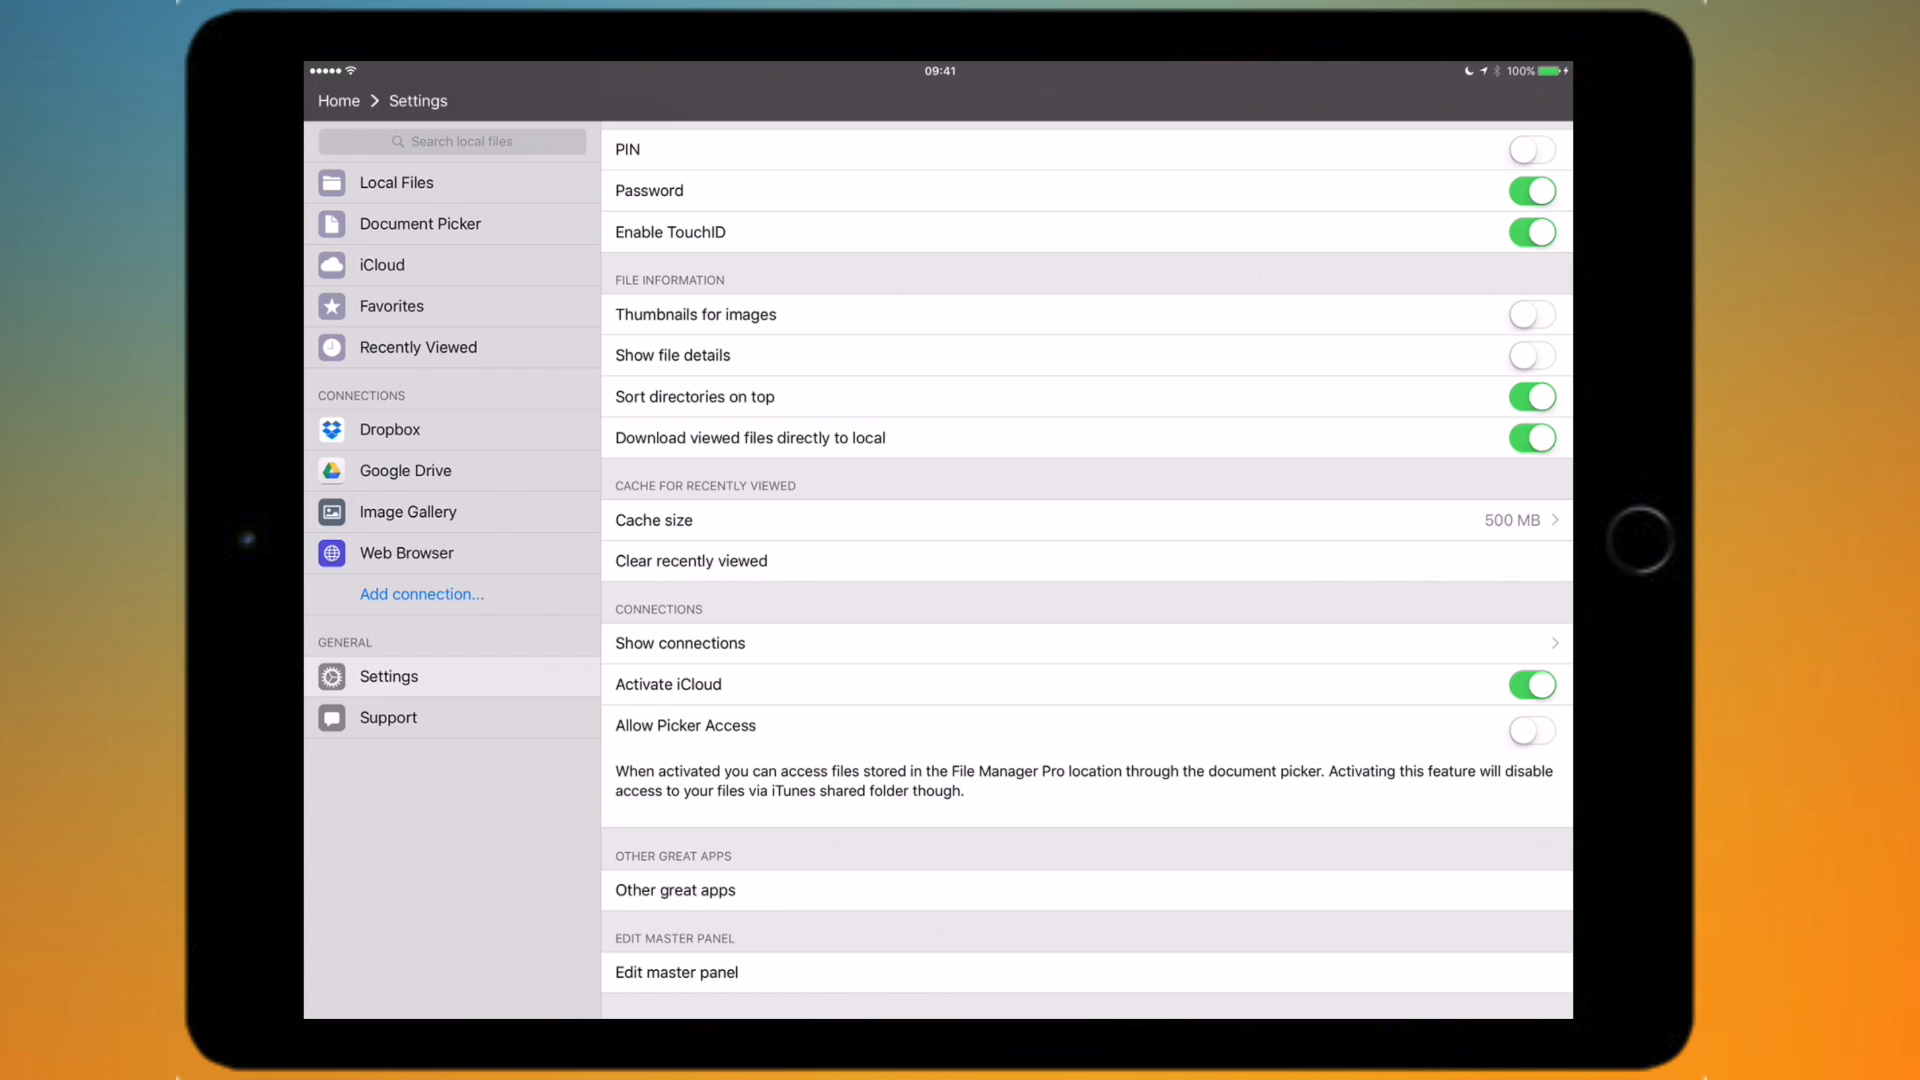 09:41
100%
Home
Settings
Search local files
Local Files
Document Picker
iCloud
Favorites
Recently Viewed
CONNECTIONS
Dropbox
Google Drive
Image Gallery
Web Browser
Add connection...
GENERAL
Settings
Support
PIN
Password
Enable TouchID
FILE INFORMATION
Thumbnails for images
Show file details
Sort directories on top
Download viewed files directly to local
CACHE FOR RECENTLY VIEWED
Cache size
500 MB
Clear recently viewed
CONNECTIONS
Show connections
Activate iCloud
Allow Picker Access
When activated you can access files stored in the File Manager Pro location through the document picker. Activating this feature will disable
access to your files via iTunes shared folder though.
OTHER GREAT APPS
Other great apps
EDIT MASTER PANEL
Edit master panel